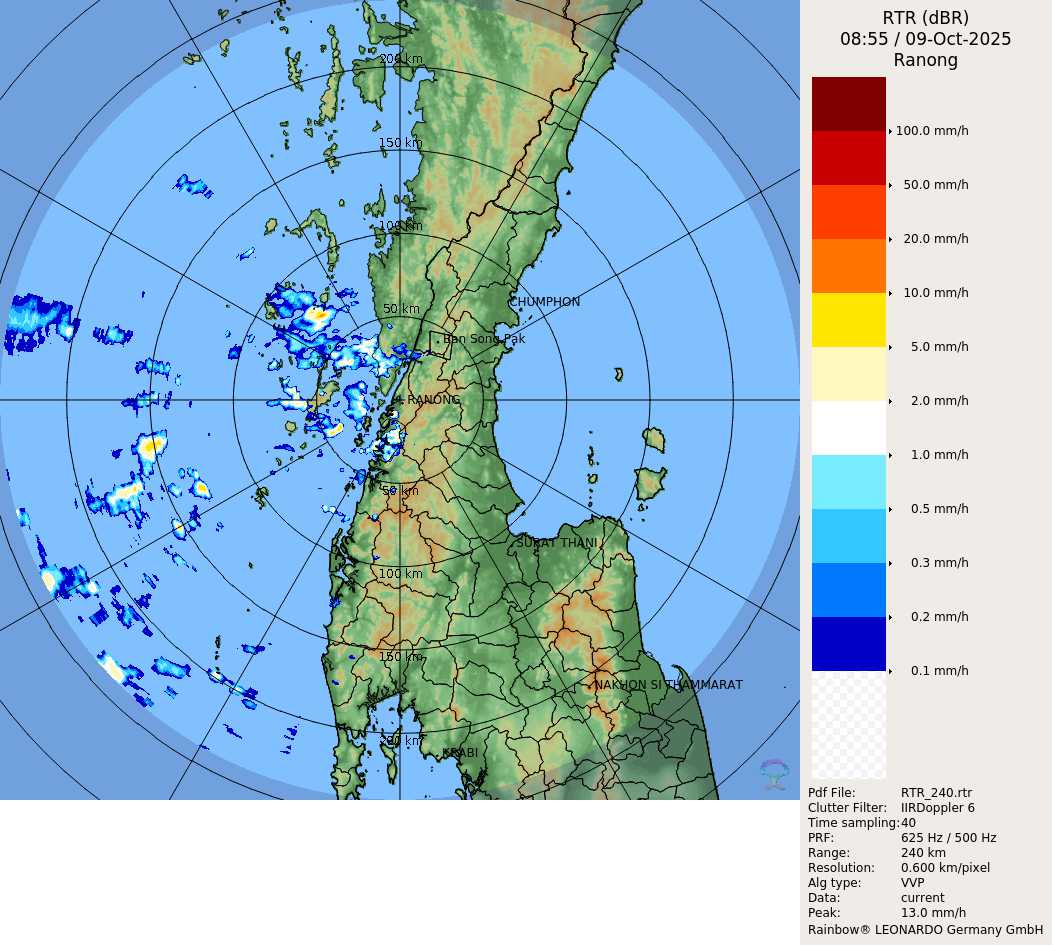 RTR (dBR)
08:55 / 09-Oct-2025
Ranong
200 km
150 km
100 km
50 km
CHUMPHON
Ban Song Pak
RANONG
50 km
SURAT THANI
100 km
150 km
NAKHON SI THAMMARAT
200 km
KRABI
100.0 mm/h
50.0 mm/h
20.0 mm/h
10.0 mm/h
5.0 mm/h
2.0 mm/h
1.0 mm/h
0.5 mm/h
0.3 mm/h
0.2 mm/h
0.1 mm/h
Pdf File: RTR_240.rtr
Clutter Filter: IIRDoppler 6
Time sampling: 40
PRF: 625 Hz / 500 Hz
Range: 240 km
Resolution: 0.600 km/pixel
Alg type: VVP
Data: current
Peak: 13.0 mm/h
Rainbow® LEONARDO Germany GmbH